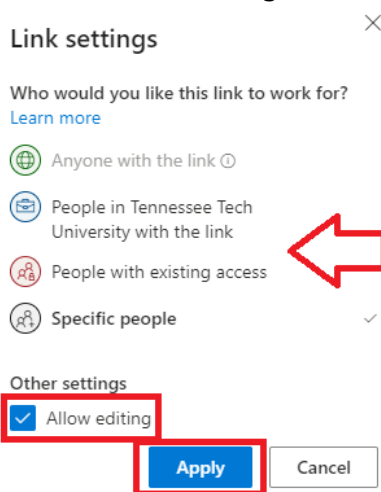 Link settings
Who would you like this link to work for?
Learn more
Anyone with the link
People in Tennessee Tech
University with the link
People with existing access
Specific people
Other settings
Allow editing
Apply Cancel